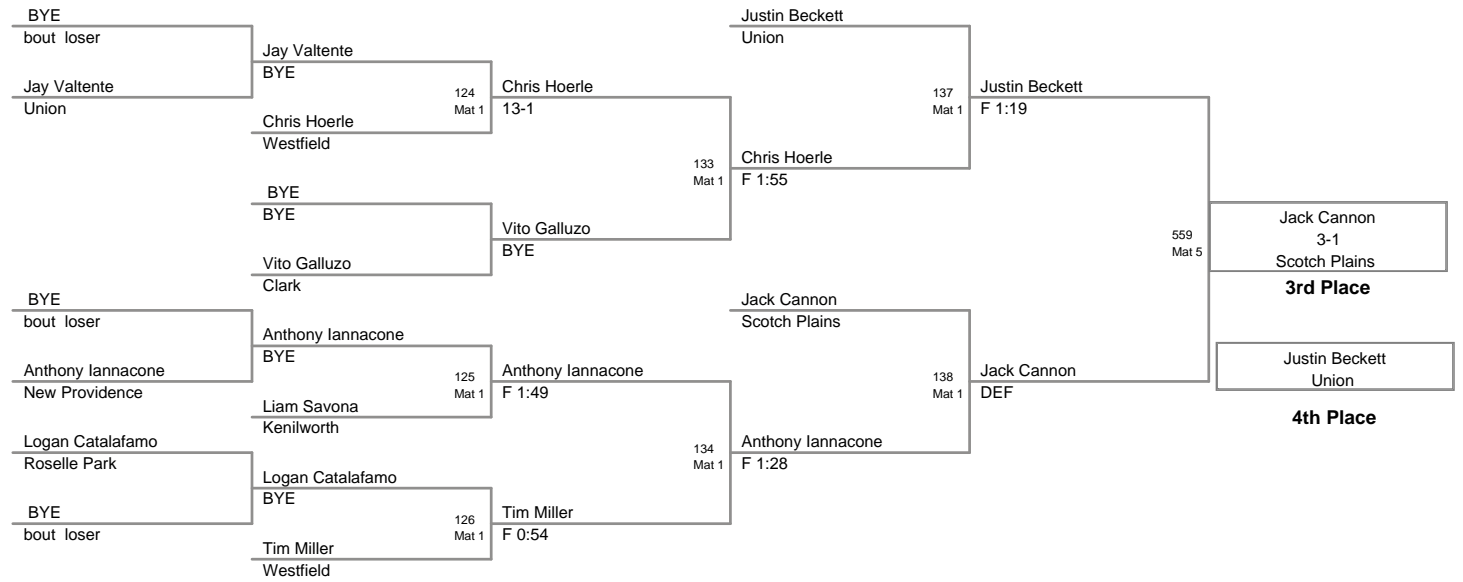 BYE
bout loser
Jay Valtente
Union
Jay Valtente
BYE
Chris Hoerle
Westfield
124
Mat 1
Chris Hoerle
13-1
BYE
BYE
Vito Galluzo
Clark
Vito Galluzo
BYE
133
Mat 1
Chris Hoerle
F 1:55
Justin Beckett
Union
137
Mat 1
Justin Beckett
F 1:19
BYE
bout loser
Anthony Iannacone
New Providence
Anthony Iannacone
BYE
Liam Savona
Kenilworth
125
Mat 1
Anthony Iannacone
F 1:49
Logan Catalafamo
Roselle Park
BYE
bout loser
Logan Catalafamo
BYE
Tim Miller
Westfield
126
Mat 1
Tim Miller
F 0:54
134
Mat 1
Anthony Iannacone
F 1:28
Jack Cannon
Scotch Plains
138
Mat 1
Jack Cannon
DEF
559
Mat 5
Jack Cannon
3-1
Scotch Plains
3rd Place
Justin Beckett
Union
4th Place